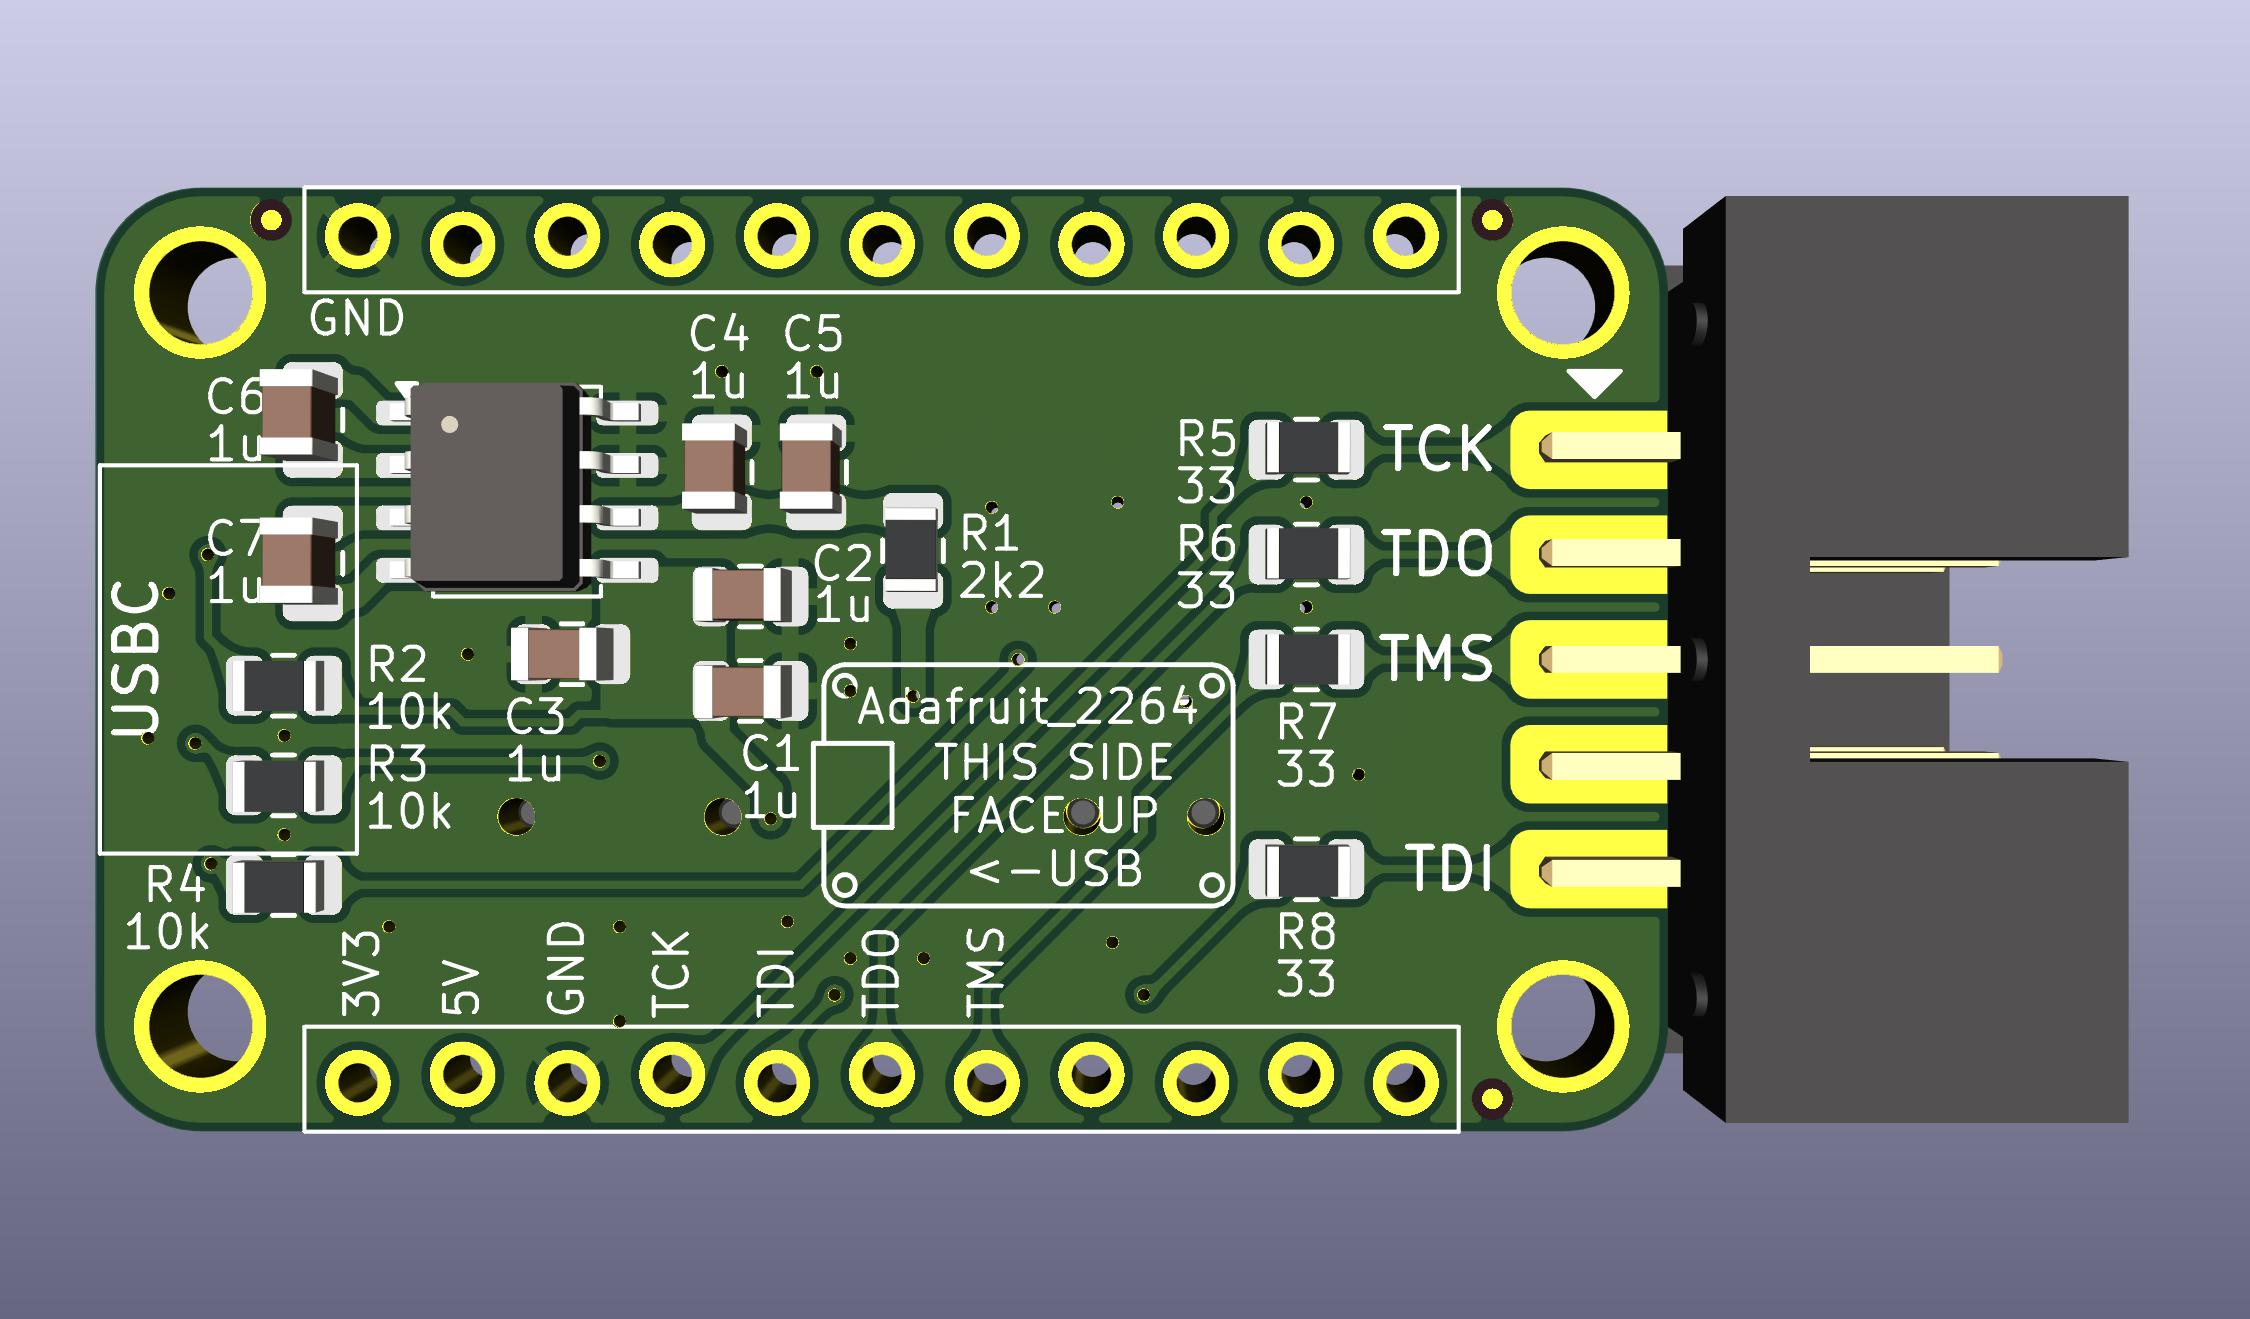 GND
C4
1u
C5
1u
C6
1u
C7
1u
USBC
R1
2k2
C2
1u
R2
10k
C3
1u
R3
10k
C1
1u
R4
10k
R5
33
TCK
R6
33
TDO
TMS
R7
33
TDI
R8
33
Adafruit_2264
THIS SIDE
FACE UP
<-USB
3V3
5V
GND
TCK
TDI
TDO
TMS